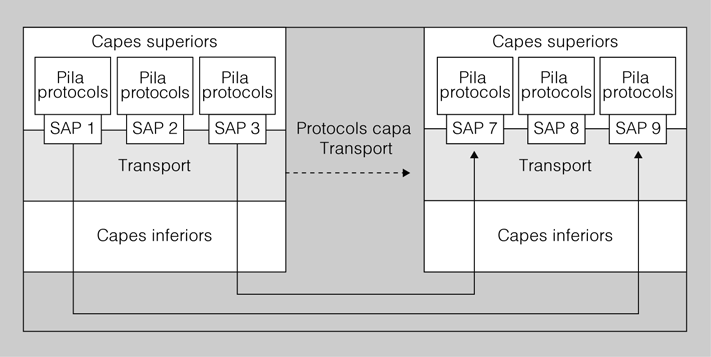 Capes superiors
Pila
protocols
Pila
protocols
Pila
protocols
SAP 1
SAP 2
SAP 3
Transport
Capes inferiors
Protocols capa
Transport
Capes superiors
Pila
protocols
Pila
protocols
Pila
protocols
SAP 7
SAP 8
SAP 9
Transport
Capes inferiors